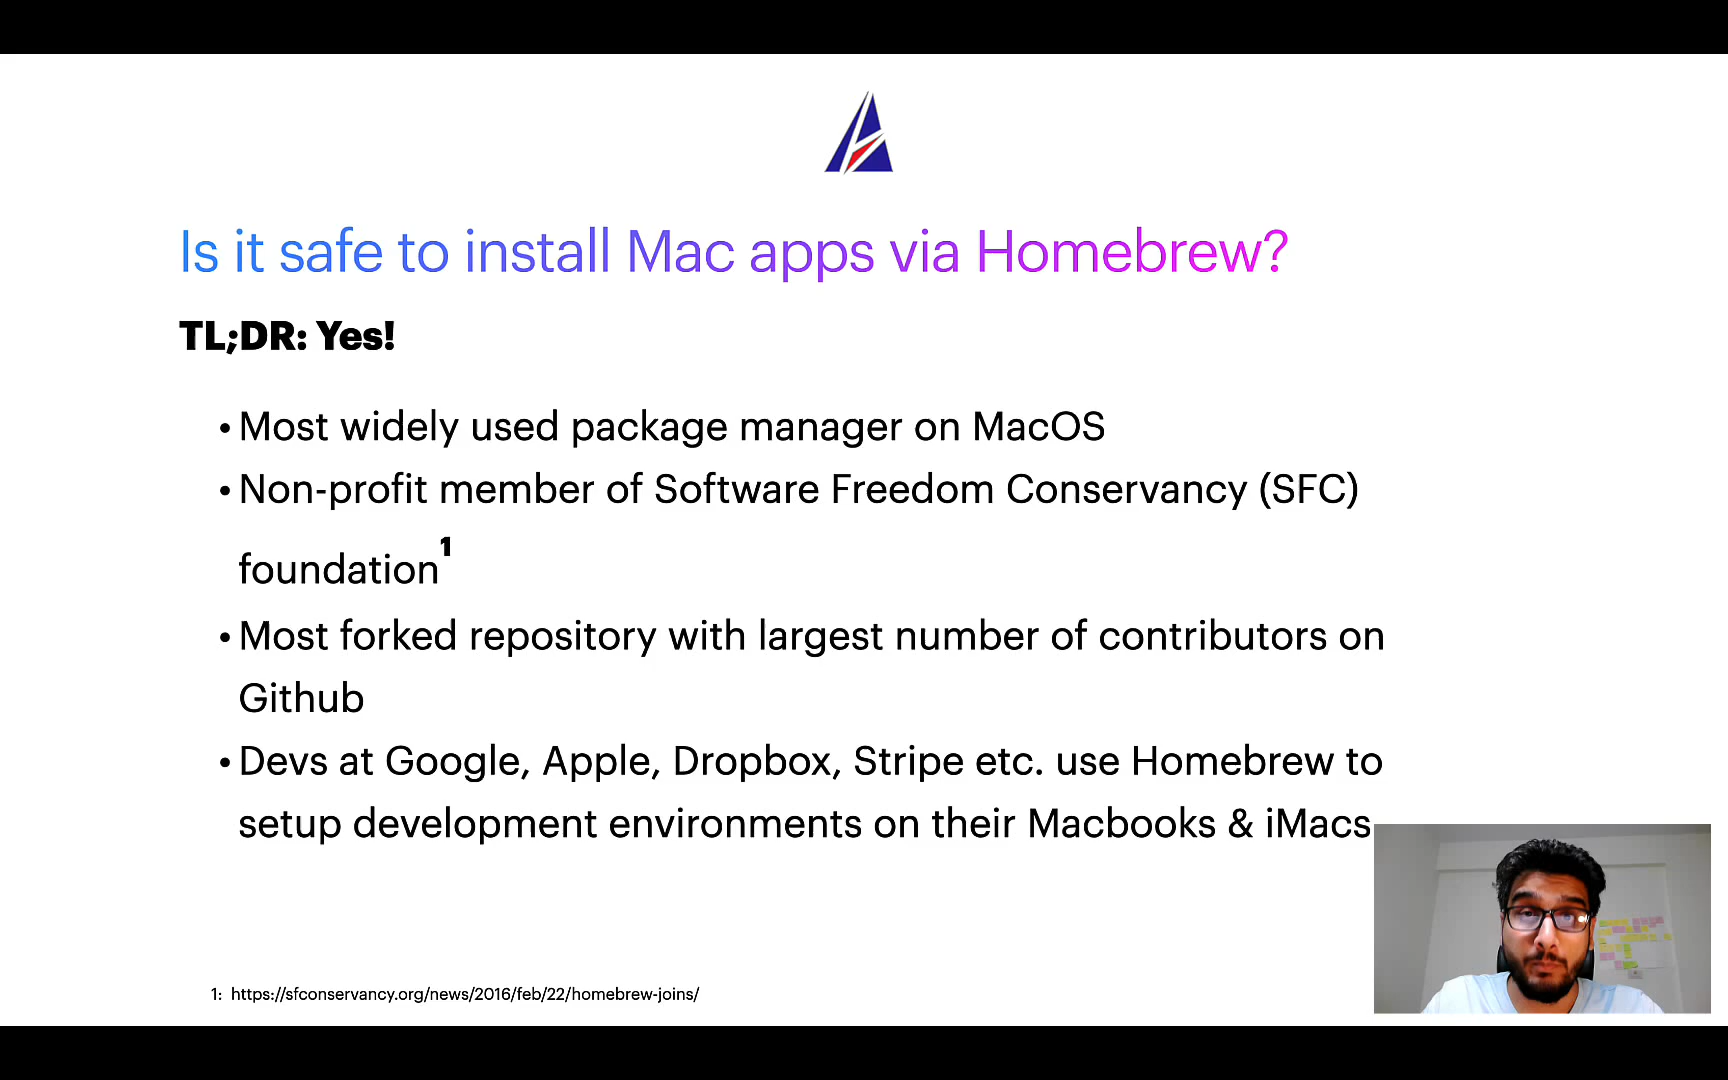 Is it safe to install Mac apps via Homebrew?
TL;DR: Yes!
• Most widely used package manager on MacOS
• Non-profit member of Software Freedom Conservancy (SFC)
foundation1
• Most forked repository with largest number of contributors on
Github
• Devs at Google, Apple, Dropbox, Stripe etc. use Homebrew to
setup development environments on their Macbooks & iMacs
1: https://sfconservancy.org/news/2016/feb/22/homebrew-joins/